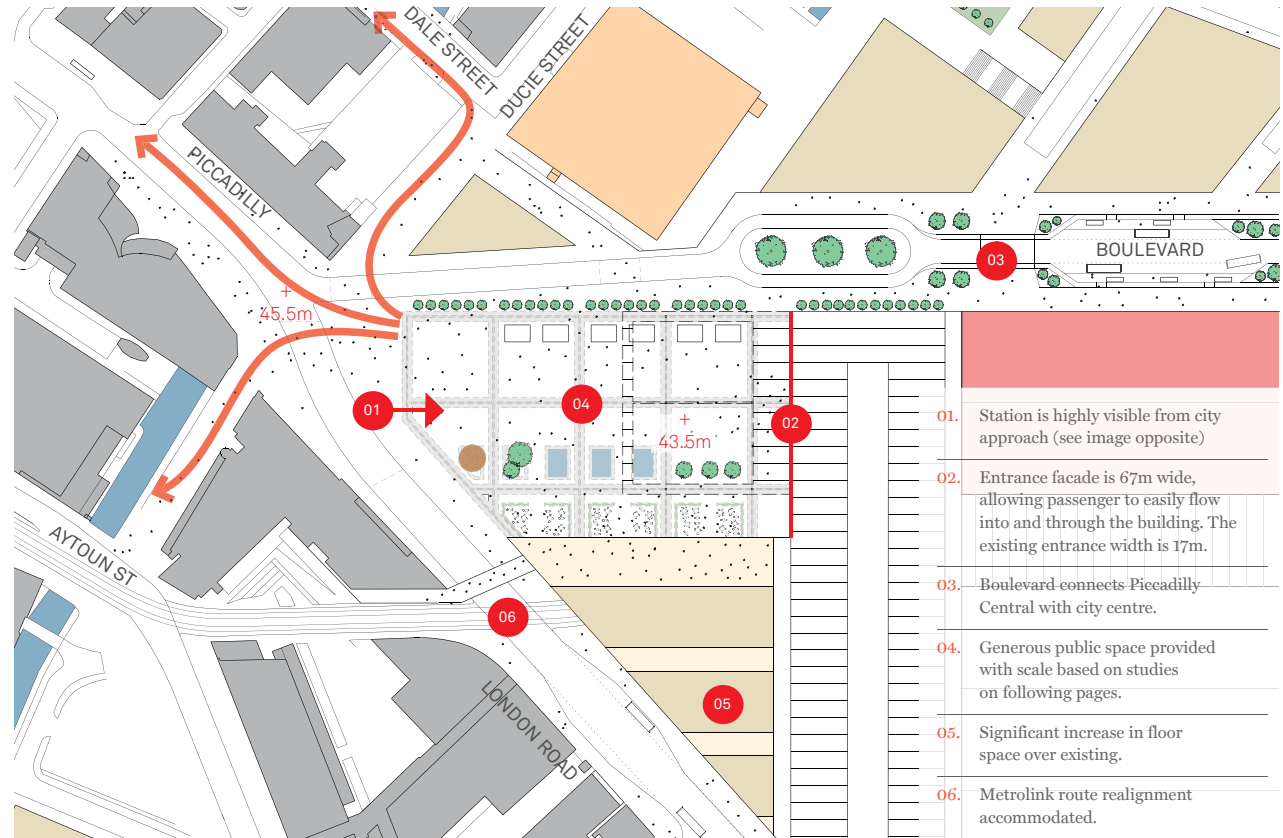 DALE STREET
DUCIE STREET
PICCADILLY
BOULEVARD
03
+
45.5m
01
04
02
+
43.5m
AYTOUN ST
06
LONDON ROAD
05
01. Station is highly visible from city
approach (see image opposite)
02. Entrance facade is 67m wide,
allowing passenger to easily flow
into and through the building. The
existing entrance width is 17m.
03. Boulevard connects Piccadilly
Central with city centre.
04. Generous public space provided
with scale based on studies
on following pages.
05. Significant increase in floor
space over existing.
06. Metrolink route realignment
accommodated.